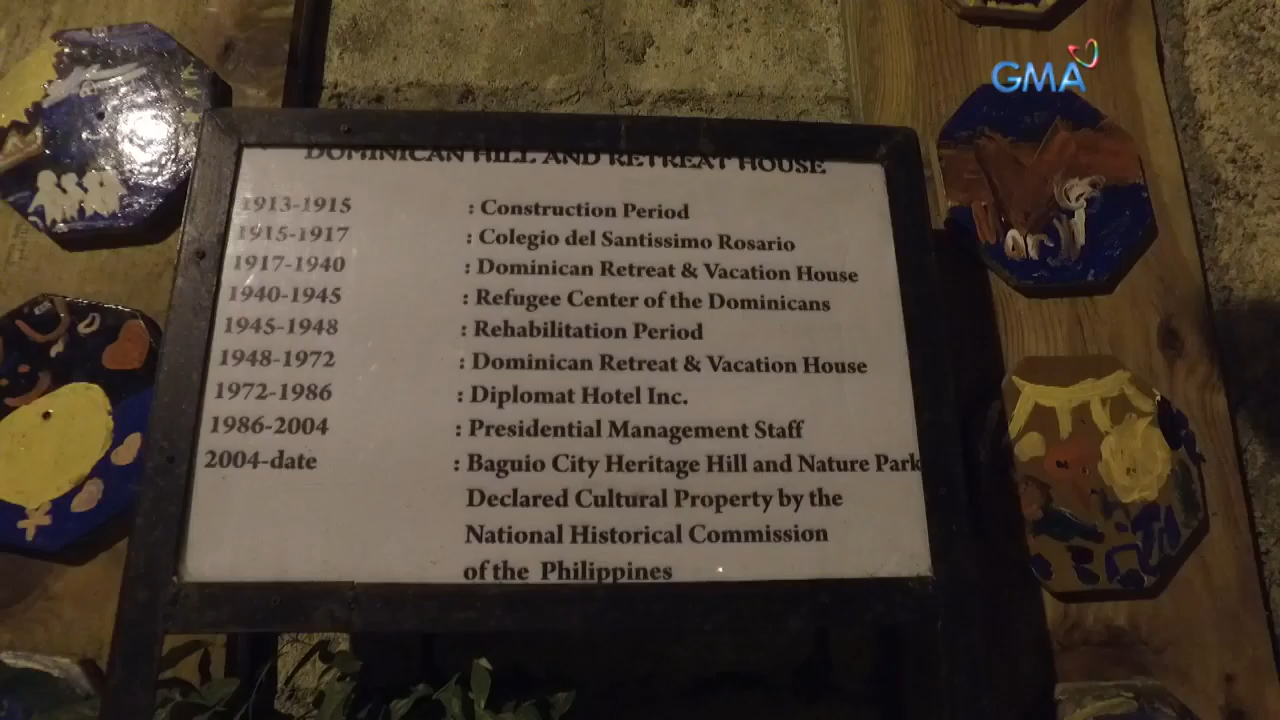 GMA
DOMINICAN HILL AND RETREAT HOUSE
1913-1915 : Construction Period
1915-1917 : Colegio del Santissimo Rosario
1917-1940 : Dominican Retreat & Vacation House
1940-1945 : Refugee Center of the Dominicans
1945-1948 : Rehabilitation Period
1948-1972 : Dominican Retreat & Vacation House
1972-1986 : Diplomat Hotel Inc.
1986-2004 : Presidential Management Staff
2004-date : Baguio City Heritage Hill and Nature Park
Declared Cultural Property by the
National Historical Commission
of the Philippines